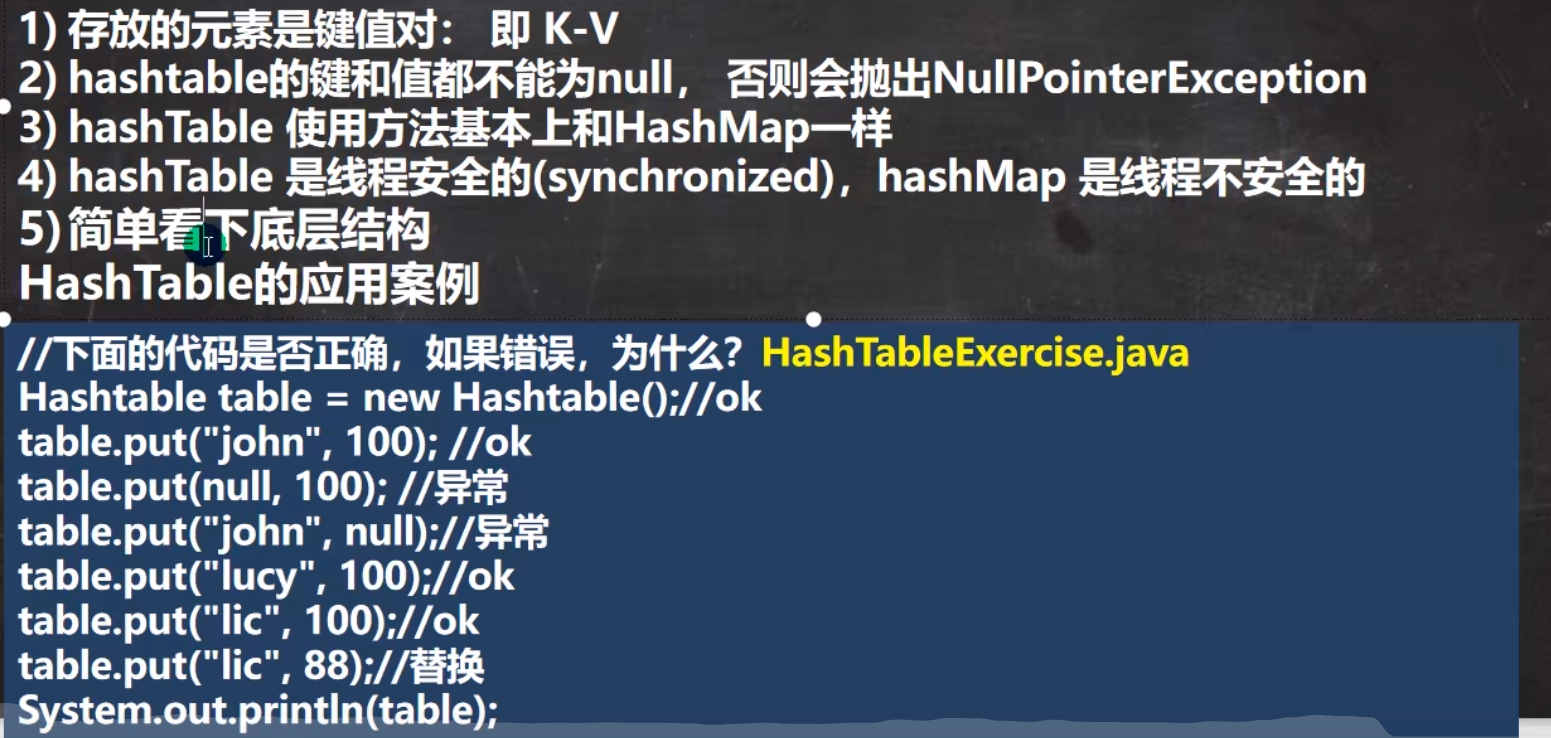 1) 存放的元素是键值对： 即 K-V
2) hashtable的键和值都不能为null， 否则会抛出NullPointerException
3) hashTable 使用方法基本上和HashMap一样
4) hashTable 是线程安全的(synchronized)，hashMap 是线程不安全的
5) 简单看下底层结构
HashTable的应用案例
//下面的代码是否正确，如果错误，为什么？HashTableExercise.java
Hashtable table = new Hashtable();//ok
table.put("john", 100); //ok
table.put(null, 100); //异常
table.put("john", null);//异常
table.put("lucy", 100);//ok
table.put("lic", 100);//ok
table.put("lic", 88);//替换
System.out.println(table);